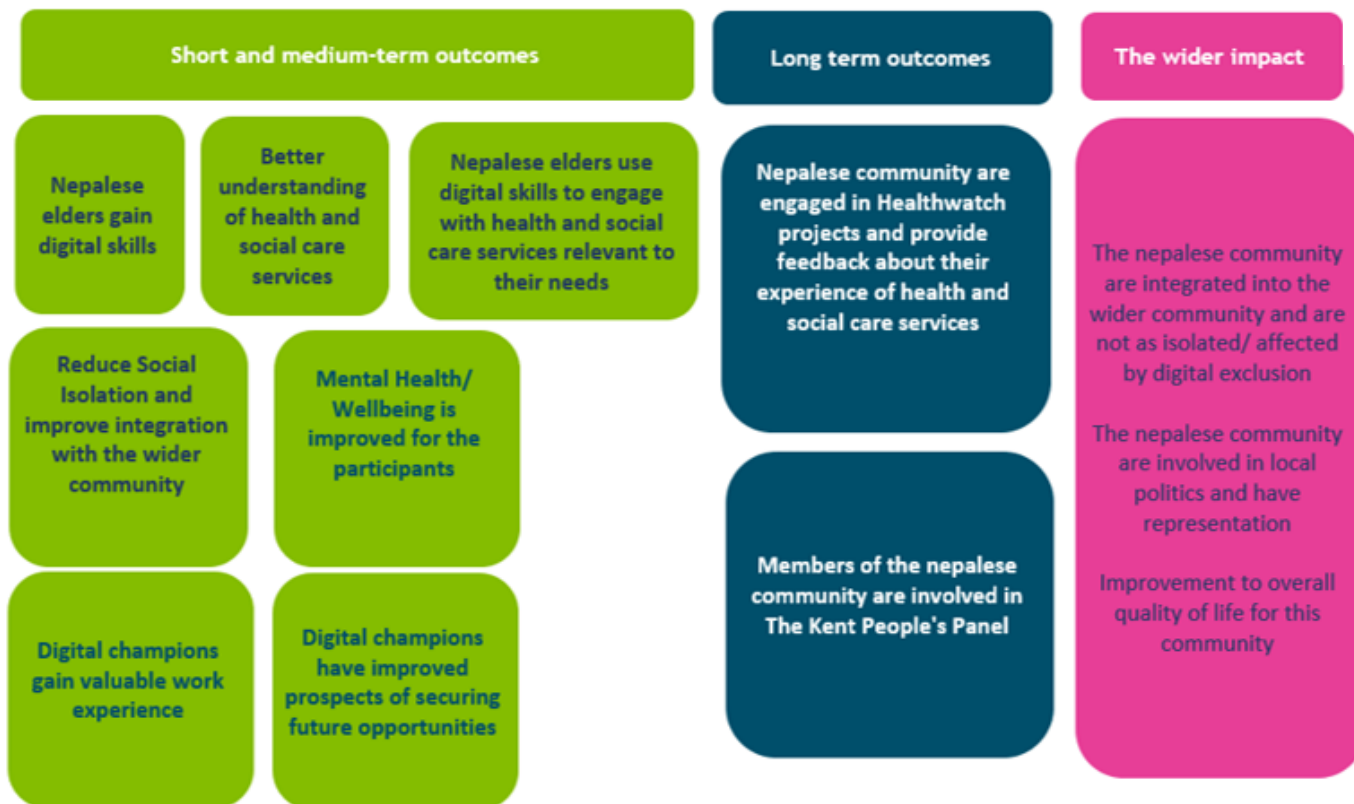 Short and medium-term outcomes
Nepalese
elders gain
digital skills
Better
understanding
of health and
social care
services
Nepalese elders use
digital skills to engage
with health and social
care services relevant to
their needs
Reduce Social
Isolation and
improve integration
with the wider
community
Mental Health/
Wellbeing is
improved for the
participants
Digital champions
gain valuable work
experience
Digital champions
have improved
prospects of securing
future opportunities
Long term outcomes
Nepalese community are
engaged in Healthwatch
projects and provide
feedback about their
experience of health and
social care services
Members of the nepalese
community are involved in
The Kent People's Panel
The wider impact
The nepalese community
are integrated into the
wider community and are
not as isolated/ affected
by digital exclusion
The nepalese community
are involved in local
politics and have
representation
Improvement to overall
quality of life for this
community